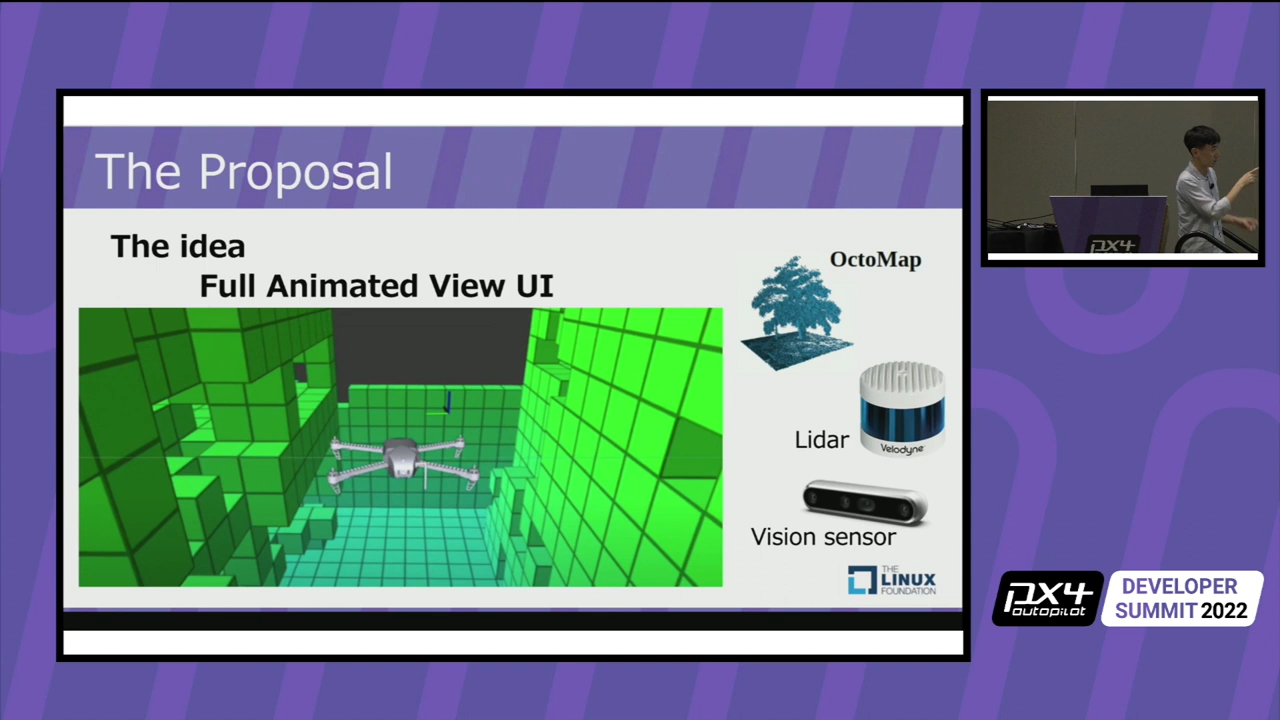 The Proposal
The idea
Full Animated View UI
OctoMap
Lidar
Velodyne
Vision sensor
THE
LINUX
FOUNDATION
PX4
PX4
autopilot
DEVELOPER
SUMMIT 2022